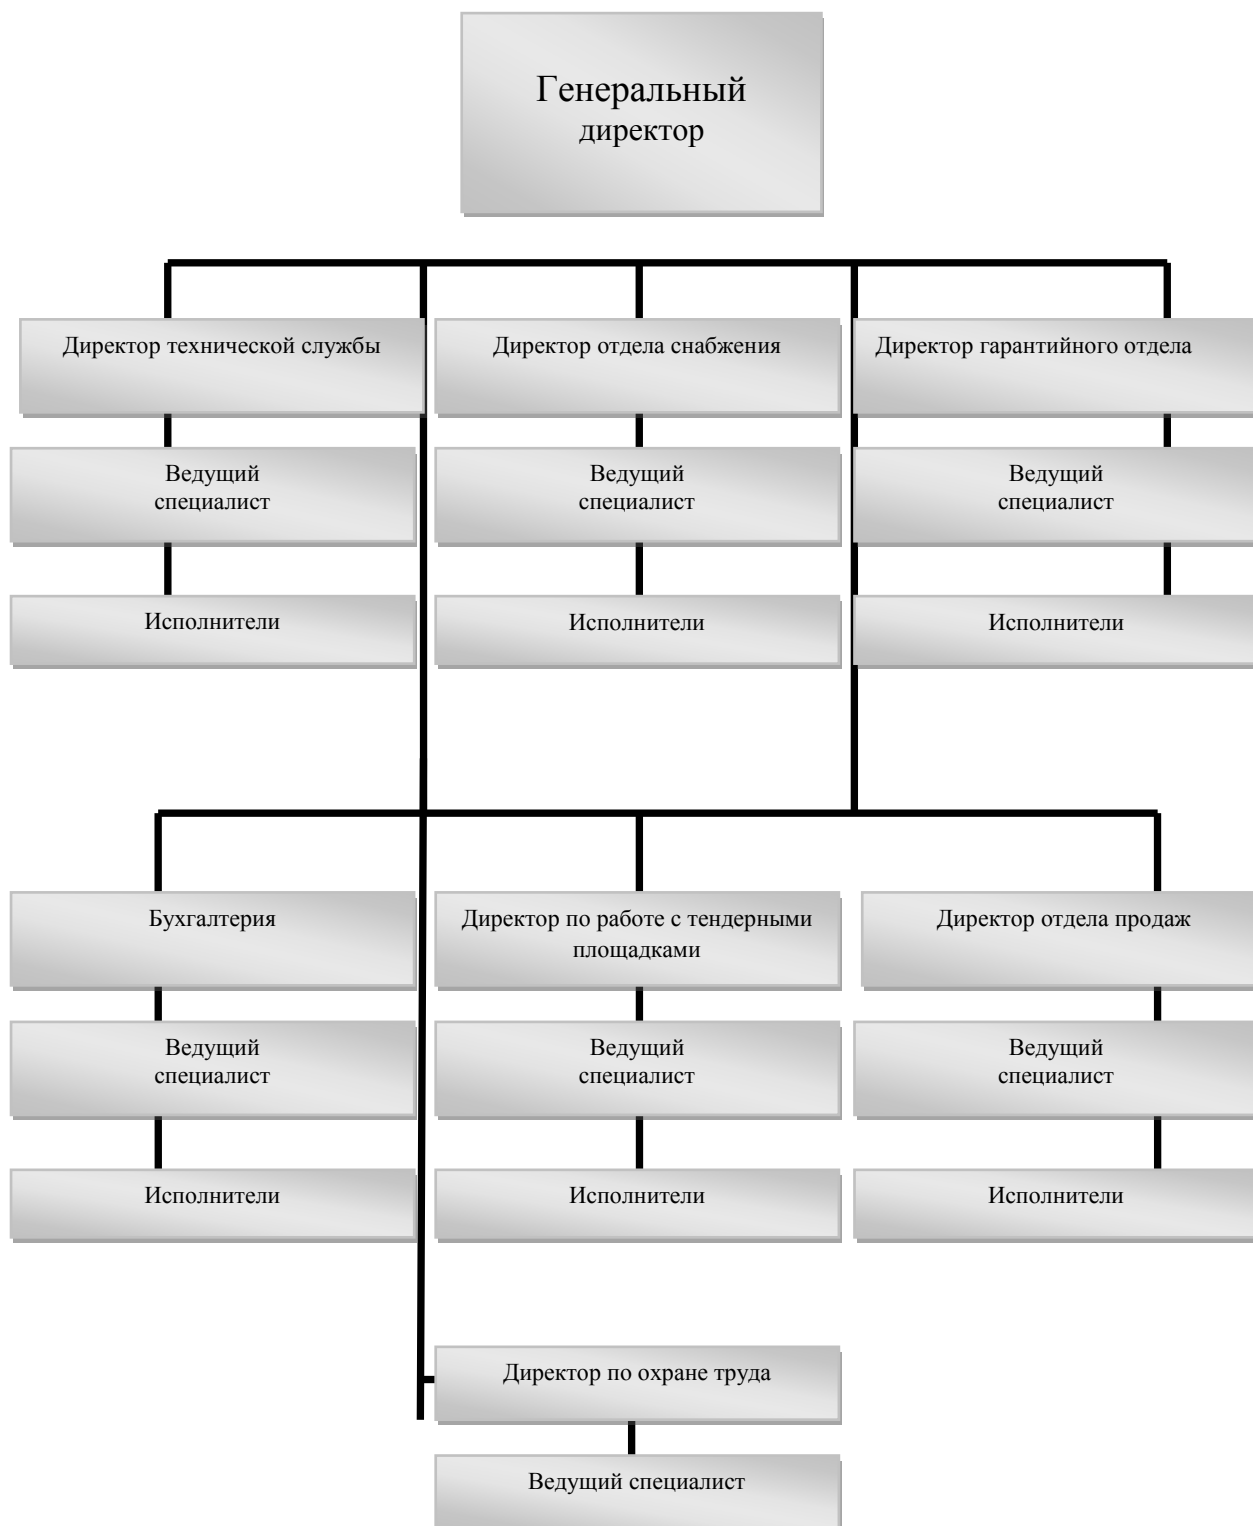 Генеральный
директор
Директор технической службы
Директор отдела снабжения
Директор гарантийного отдела
Ведущий
специалист
Ведущий
специалист
Ведущий
специалист
Исполнители
Исполнители
Исполнители
Бухгалтерия
Директор по работе с тендерными
площадками
Директор отдела продаж
Ведущий
специалист
Ведущий
специалист
Ведущий
специалист
Исполнители
Исполнители
Исполнители
Директор по охране труда
Ведущий специалист